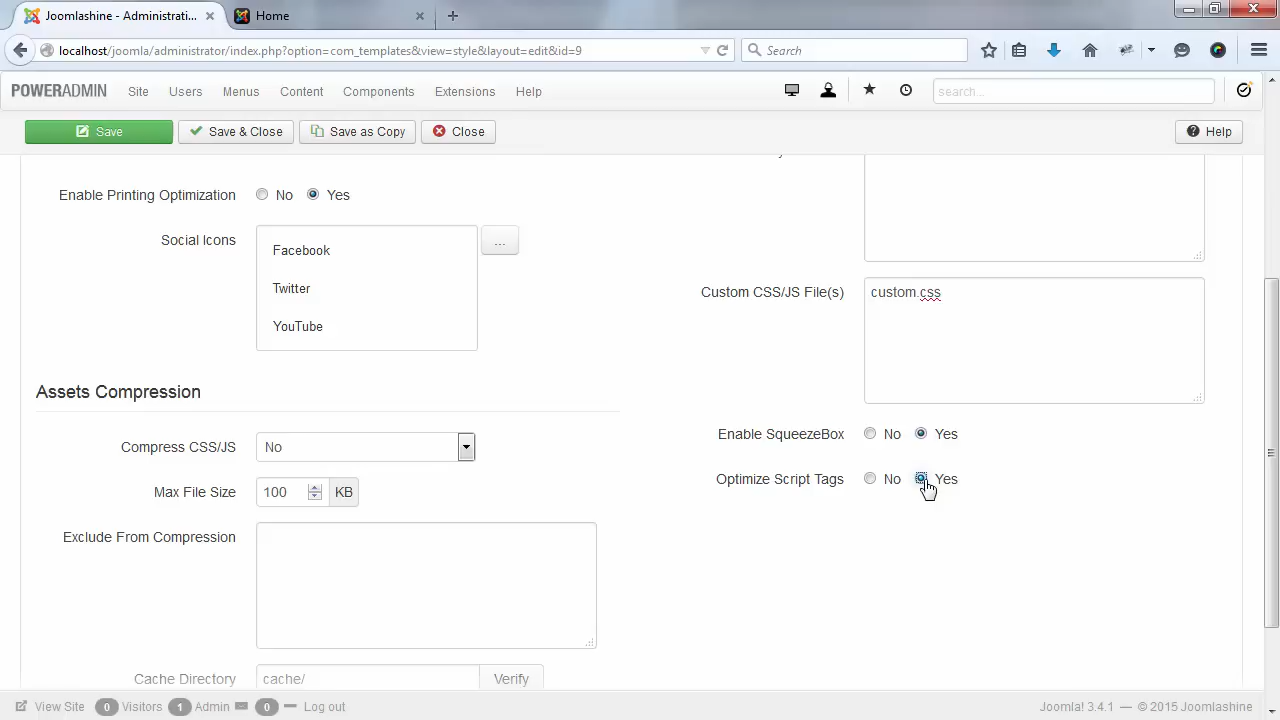 Joomlashine - Administrati...
Home
localhost/joomla/administrator/index.php?option=com_templates&view=style&layout=edit&id=9
Search
POWERADMIN
Site
Users
Menus
Content
Components
Extensions
Help
search...
Save
Save & Close
Save as Copy
Close
Help
Enable Printing Optimization
No
Yes
Social Icons
Facebook
...
Twitter
YouTube
Custom CSS/JS File(s)
custom.css
Assets Compression
Compress CSS/JS
No
Max File Size
100
KB
Exclude From Compression
Enable SqueezeBox
No
Yes
Optimize Script Tags
No
Yes
Cache Directory
cache/
Verify
View Site
0
Visitors
1
Admin
0
Log out
Joomla! 3.4.1 — © 2015 Joomlashine